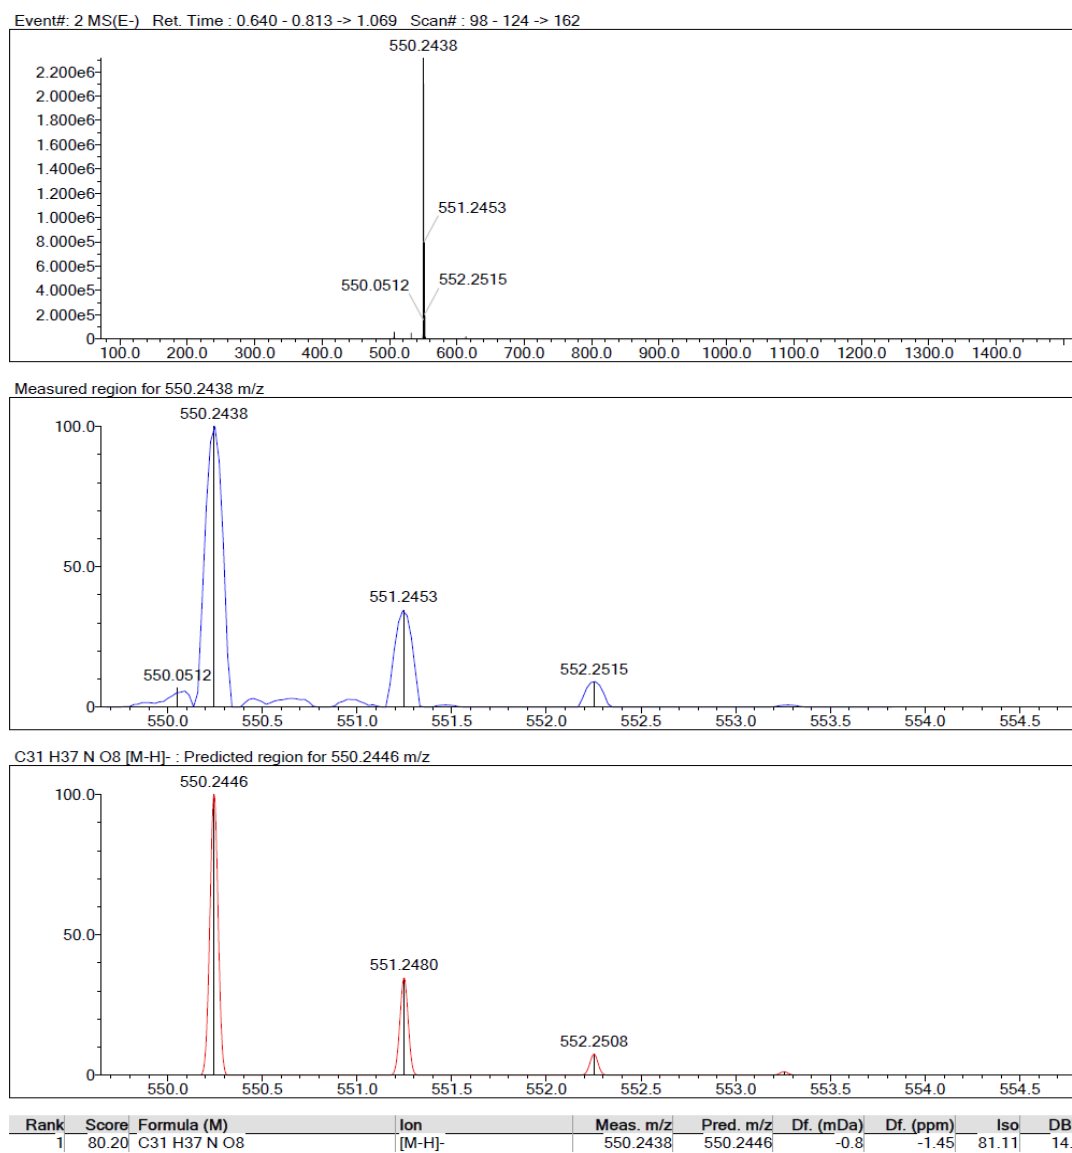 Event#: 2 MS(E-) Ret. Time : 0.640 - 0.813 -> 1.069 Scan# : 98 - 124 -> 162
550.2438
2.200e6
2.000e6
1.800e6
1.600e6
1.400e6
1.200e6
551.2453
1.000e6
8.000e5
6.000e5
550.0512 552.2515
4.000e5
2.000e5
0
100.0 200.0 300.0 400.0 500.0 600.0 700.0 800.0 900.0 1000.0 1100.0 1200.0 1300.0 1400.0
Measured region for 550.2438 m/z
550.2438
100.0
551.2453
50.0
550.0512 552.2515
0
550.0 550.5 551.0 551.5 552.0 552.5 553.0 553.5 554.0 554.5
C31 H37 N O8 [M-H]- : Predicted region for 550.2446 m/z
550.2446
100.0
551.2480
50.0
552.2508
0
550.0 550.5 551.0 551.5 552.0 552.5 553.0 553.5 554.0 554.5
Rank Score Formula (M) Ion Meas. m/z Pred. m/z Df. (mDa) Df. (ppm) Iso DB
1 80.20 C31 H37 N O8 [M-H]- 550.2438 550.2446 -0.8 -1.45 81.11 14.